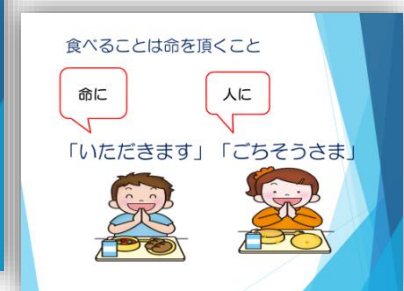 食べることは命を頂くこと
命に
人に
「いただきます」「ごちそうさま」